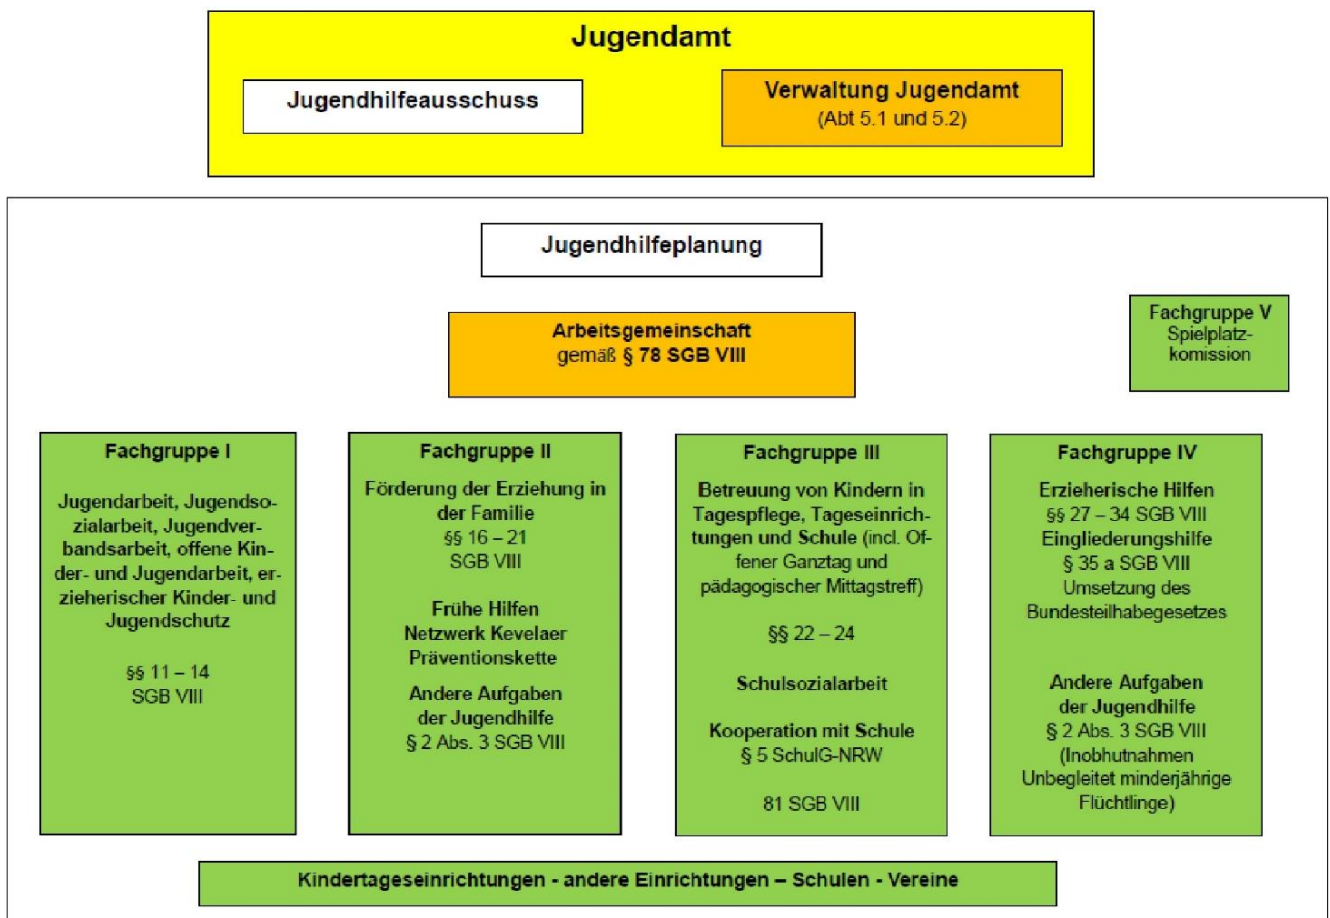 Jugendamt
Jugendhilfeausschuss
Verwaltung Jugendamt
(Abt 5.1 und 5.2)
Jugendhilfeplanung
Arbeitsgemeinschaft
gemäß § 78 SGB VIII
Fachgruppe V
Spielplatz-
komission
Fachgruppe I
Jugendarbeit, Jugendso-
zialarbeit, Jugendver-
bandsarbeit, offene Kin-
der- und Jugendarbeit, er-
zieherischer Kinder- und
Jugendschutz
§§ 11 – 14
SGB VIII
Fachgruppe II
Förderung der Erziehung in
der Familie
§§ 16 – 21
SGB VIII
Frühe Hilfen
Netzwerk Kevelaer
Präventionskette
Andere Aufgaben
der Jugendhilfe
§ 2 Abs. 3 SGB VIII
Fachgruppe III
Betreuung von Kindern in
Tagespflege, Tageseinrich-
tungen und Schule (incl. Of-
fener Ganztag und
pädagogischer Mittagstreff)
§§ 22 – 24
Schulsozialarbeit
Kooperation mit Schule
§ 5 SchulG-NRW
81 SGB VIII
Fachgruppe IV
Erzieherische Hilfen
§§ 27 – 34 SGB VIII
Eingliederungshilfe
§ 35 a SGB VIII
Umsetzung des
Bundesteilhabegesetzes
Andere Aufgaben
der Jugendhilfe
§ 2 Abs. 3 SGB VIII
(Inobhutnahmen
Unbegleitet minderjährige
Flüchtlinge)
Kindertageseinrichtungen - andere Einrichtungen – Schulen - Vereine